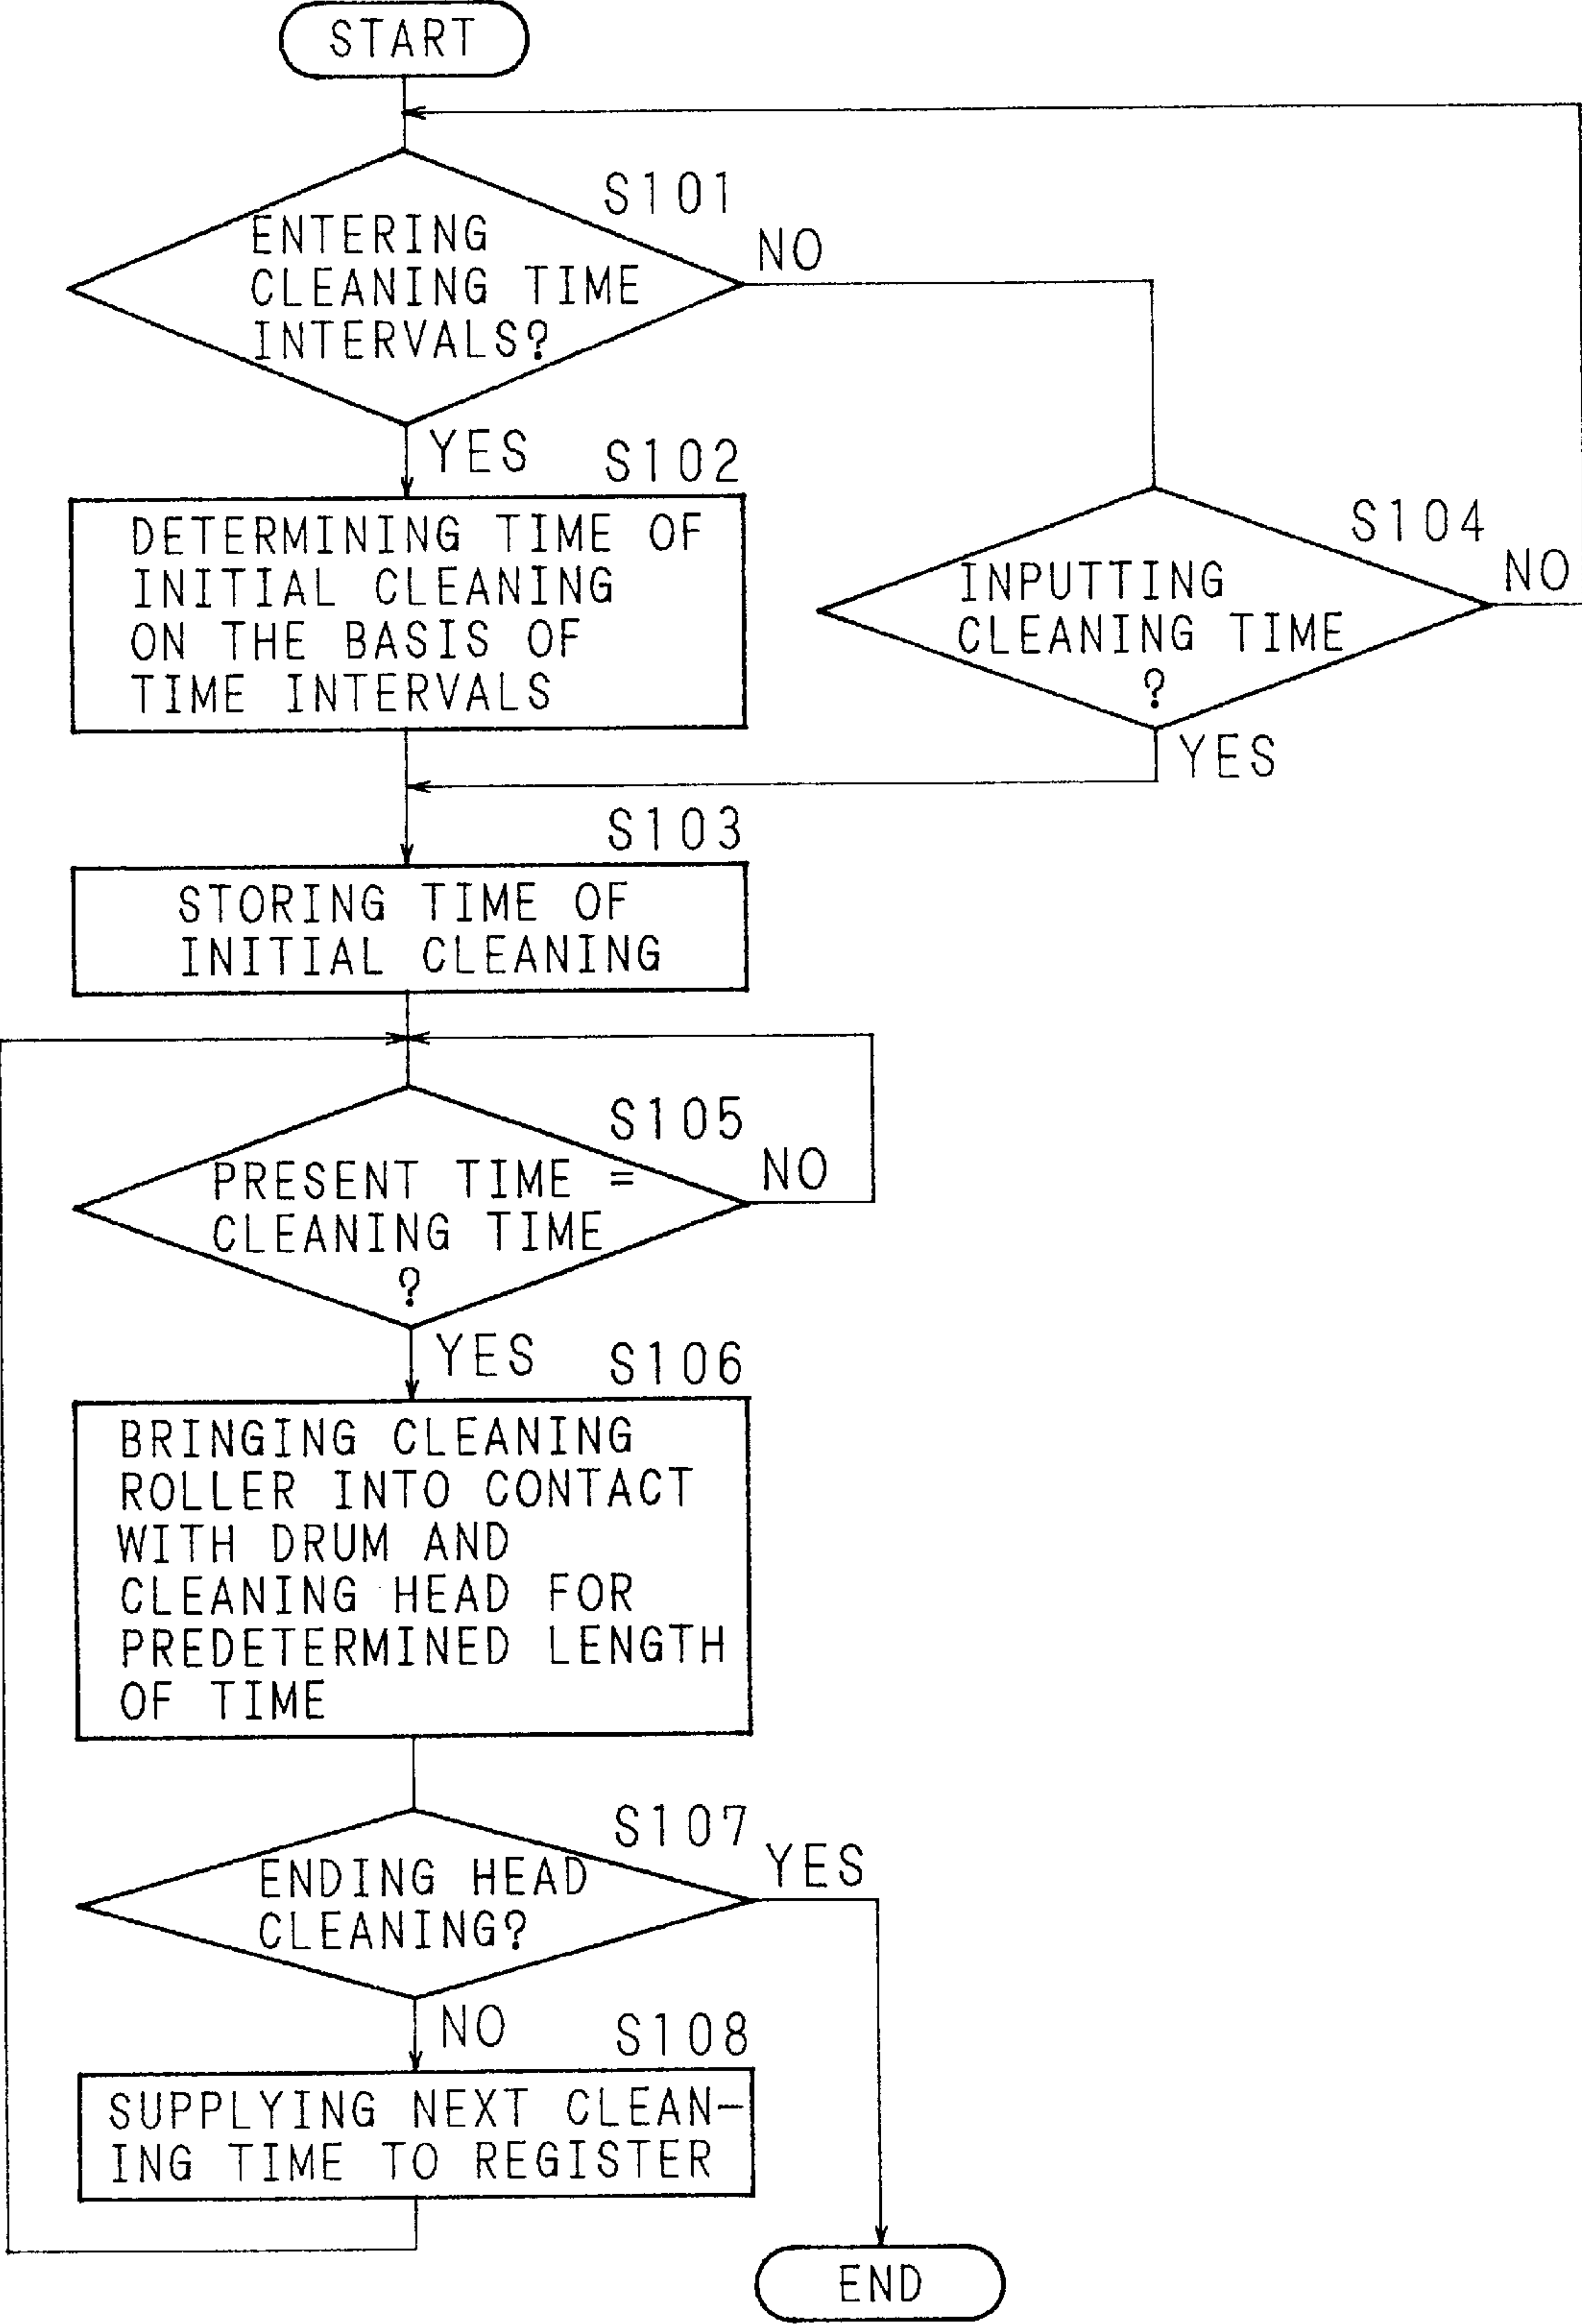 START
S101
ENTERING
CLEANING TIME
INTERVALS?
NO
YES
S102
DETERMINING TIME OF
INITIAL CLEANING
ON THE BASIS OF
TIME INTERVALS
S104
INPUTTING
CLEANING TIME
?
NO
YES
S103
STORING TIME OF
INITIAL CLEANING
S105
PRESENT TIME =
CLEANING TIME
?
NO
YES
S106
BRINGING CLEANING
ROLLER INTO CONTACT
WITH DRUM AND
CLEANING HEAD FOR
PREDETERMINED LENGTH
OF TIME
S107
ENDING HEAD
CLEANING?
YES
NO
S108
SUPPLYING NEXT CLEAN-
ING TIME TO REGISTER
END